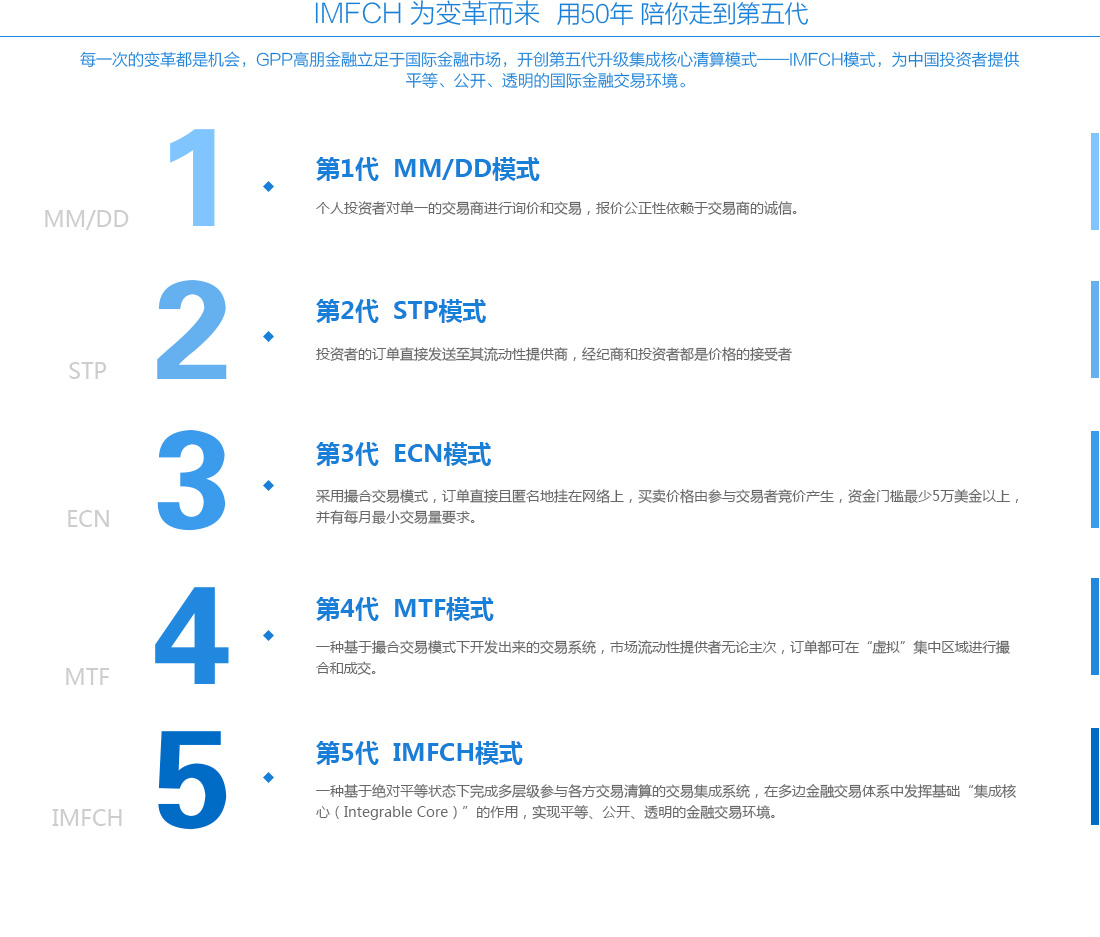 IMFCH 为变革而来 用50年 陪你走到第五代
每一次的变革都是机会，GPP高朋金融立足于国际金融市场，开创第五代升级集成核心清算模式——IMFCH模式，为中国投资者提供
平等、公开、透明的国际金融交易环境。
1
MM/DD
第1代 MM/DD模式
个人投资者对单一的交易商进行询价和交易，报价公正性依赖于交易商的诚信。
2
STP
第2代 STP模式
投资者的订单直接发送至其流动性提供商，经纪商和投资者都是价格的接受者
3
ECN
第3代 ECN模式
采用撮合交易模式，订单直接且匿名地挂在网络上，买卖价格由参与交易者竞价产生，资金门槛最少5万美金以上，
并有每月最小交易量要求。
4
MTF
第4代 MTF模式
一种基于撮合交易模式下开发出来的交易系统，市场流动性提供者无论主次，订单都可在“虚拟”集中区域进行撮
合和成交。
5
IMFCH
第5代 IMFCH模式
一种基于绝对平等状态下完成多层级参与各方交易清算的交易集成系统，在多边金融交易体系中发挥基础“集成核
心（Integrable Core）”的作用，实现平等、公开、透明的金融交易环境。